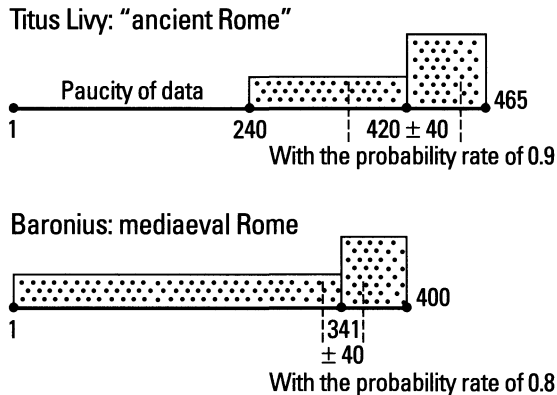 Titus Livy: “ancient Rome”
Paucity of data
465
1 240 420 ± 40
With the probability rate of 0.9
Baronius: mediaeval Rome
400
1 341
± 40
With the probability rate of 0.8